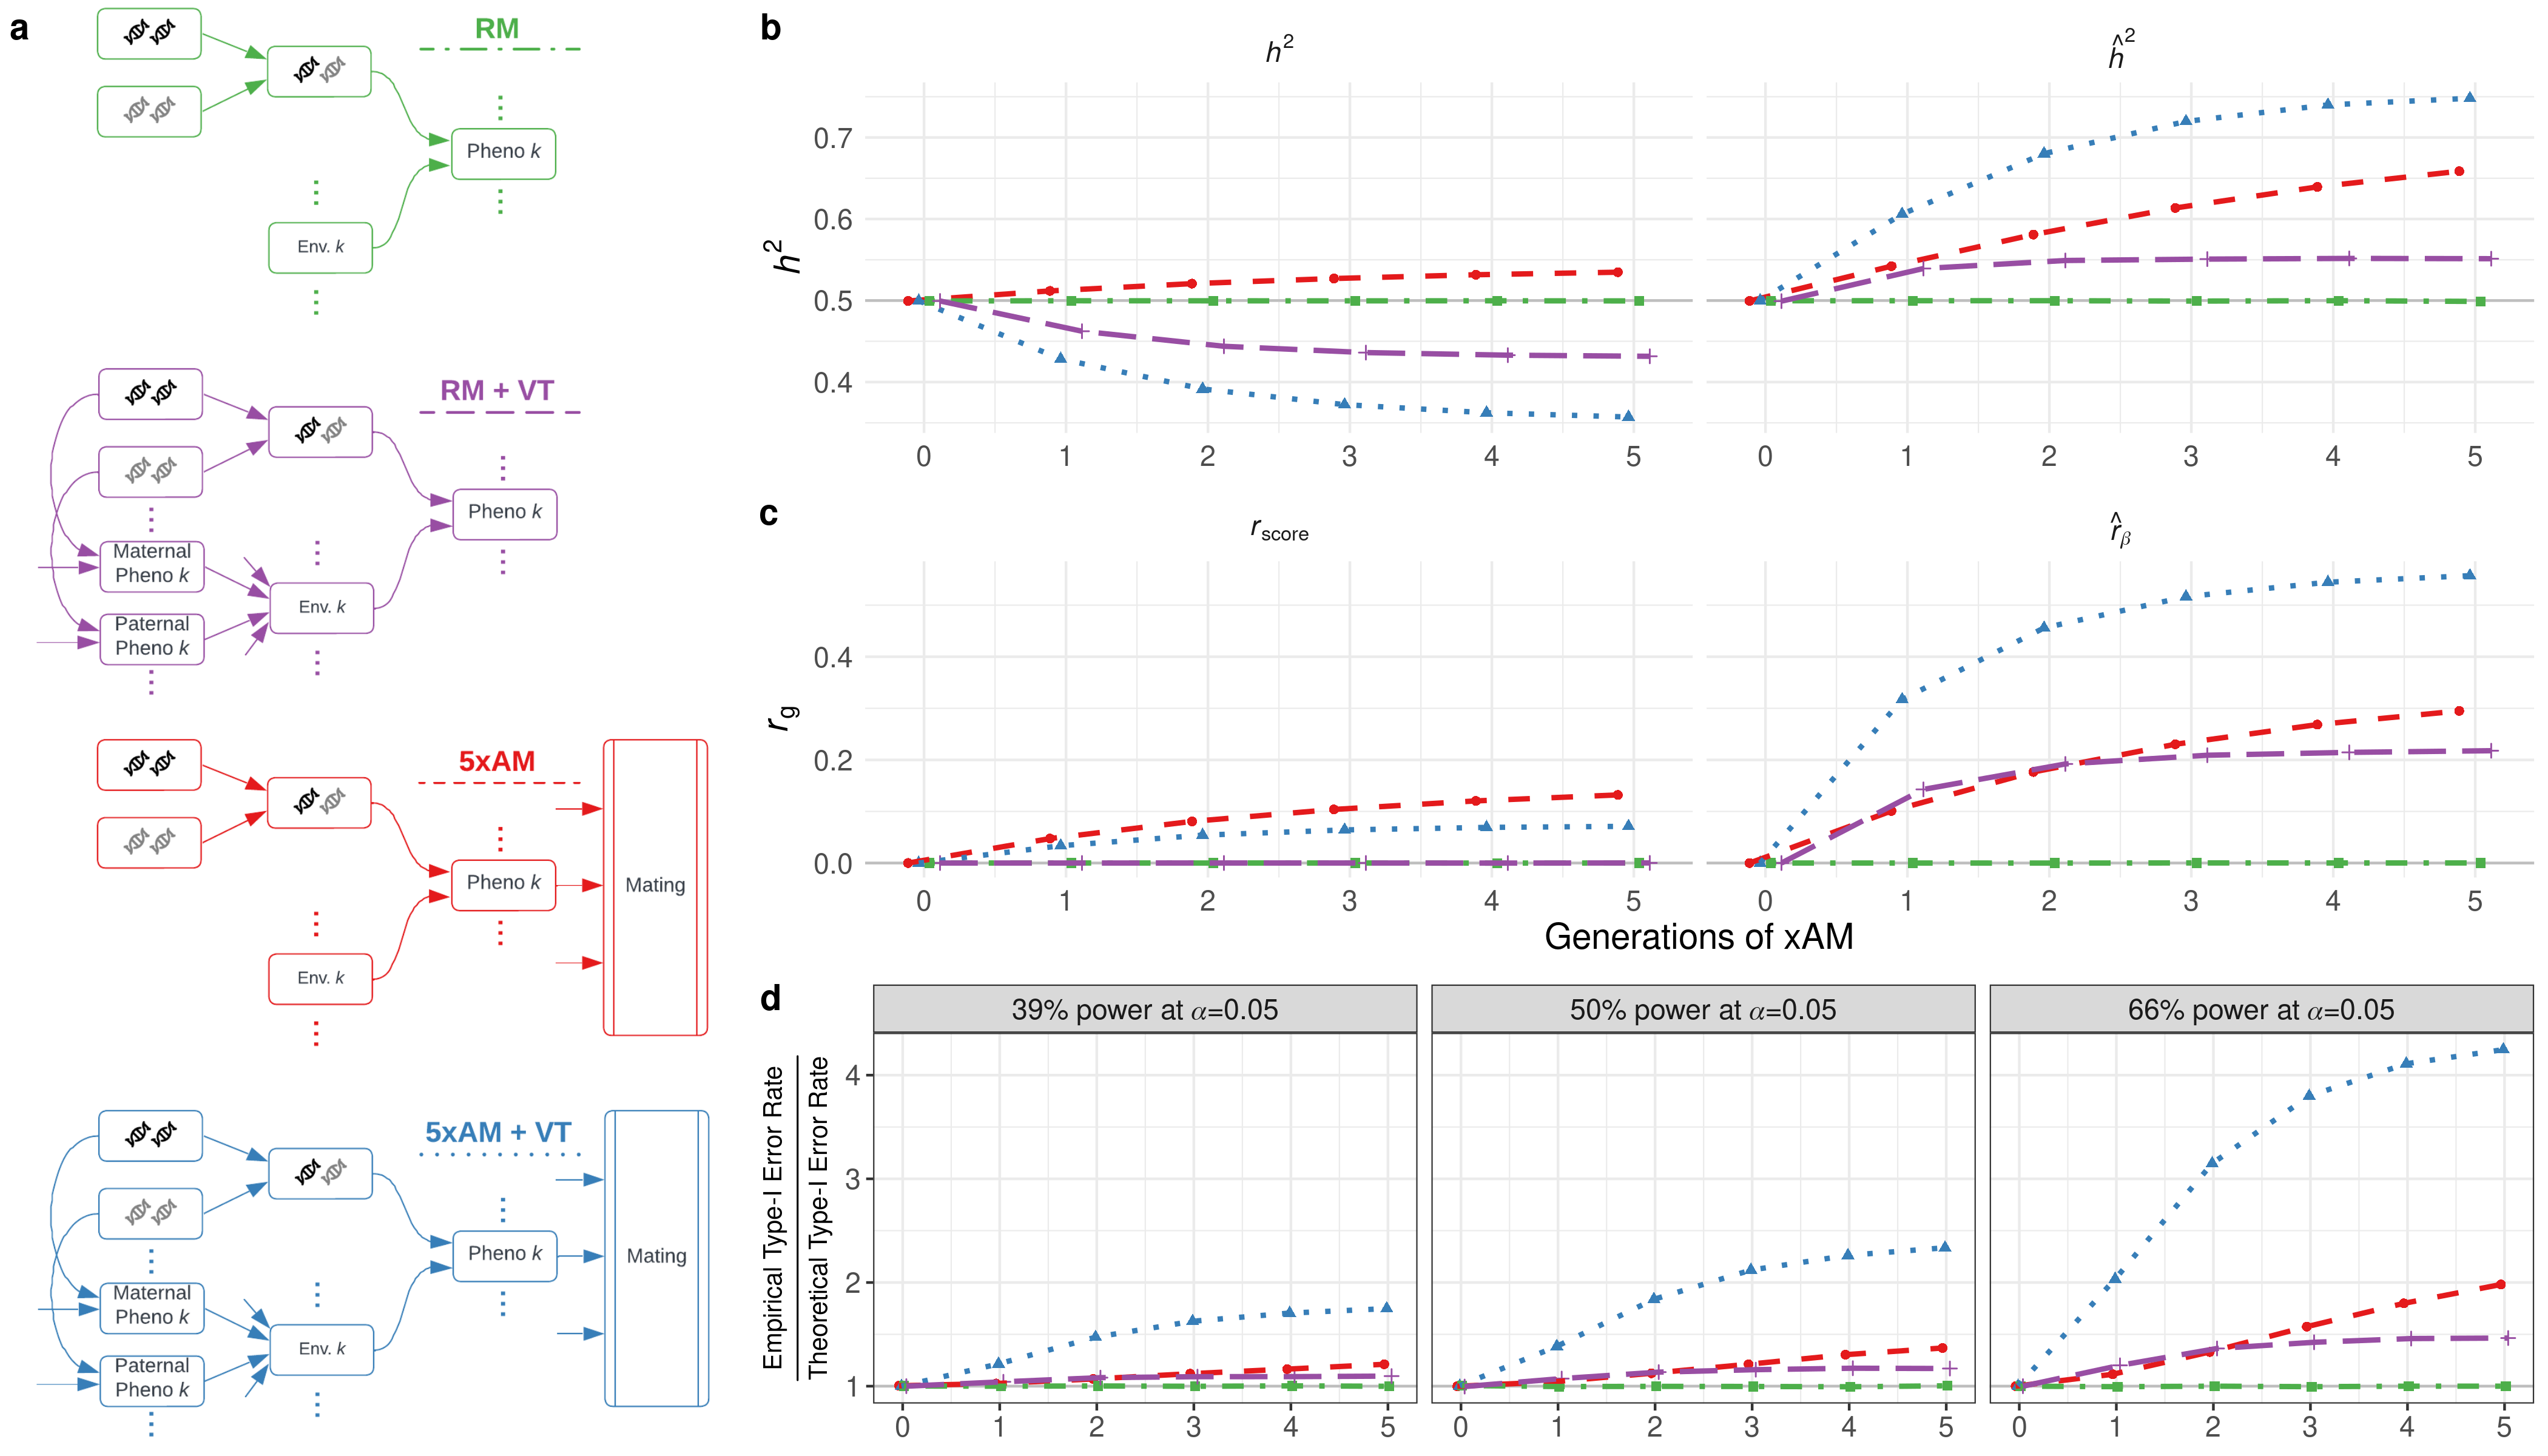 a
RM
Pheno k
Env. k
RM + VT
Pheno k
Maternal
Pheno k
Env. k
Paternal
Pheno k
5xAM
Pheno k
Mating
Env. k
5xAM + VT
Pheno k
Mating
Maternal
Pheno k
Env. k
Paternal
Pheno k
b
h²
ĥ²
h²
0.7
0.6
0.5
0.4
0 1 2 3 4 5
0 1 2 3 4 5
c
r_score
r̂_β
r_g
0.4
0.2
0.0
0 1 2 3 4 5
0 1 2 3 4 5
Generations of xAM
d
39% power at α=0.05
50% power at α=0.05
66% power at α=0.05
Empirical Type-I Error Rate
Theoretical Type-I Error Rate
4
3
2
1
0 1 2 3 4 5
0 1 2 3 4 5
0 1 2 3 4 5